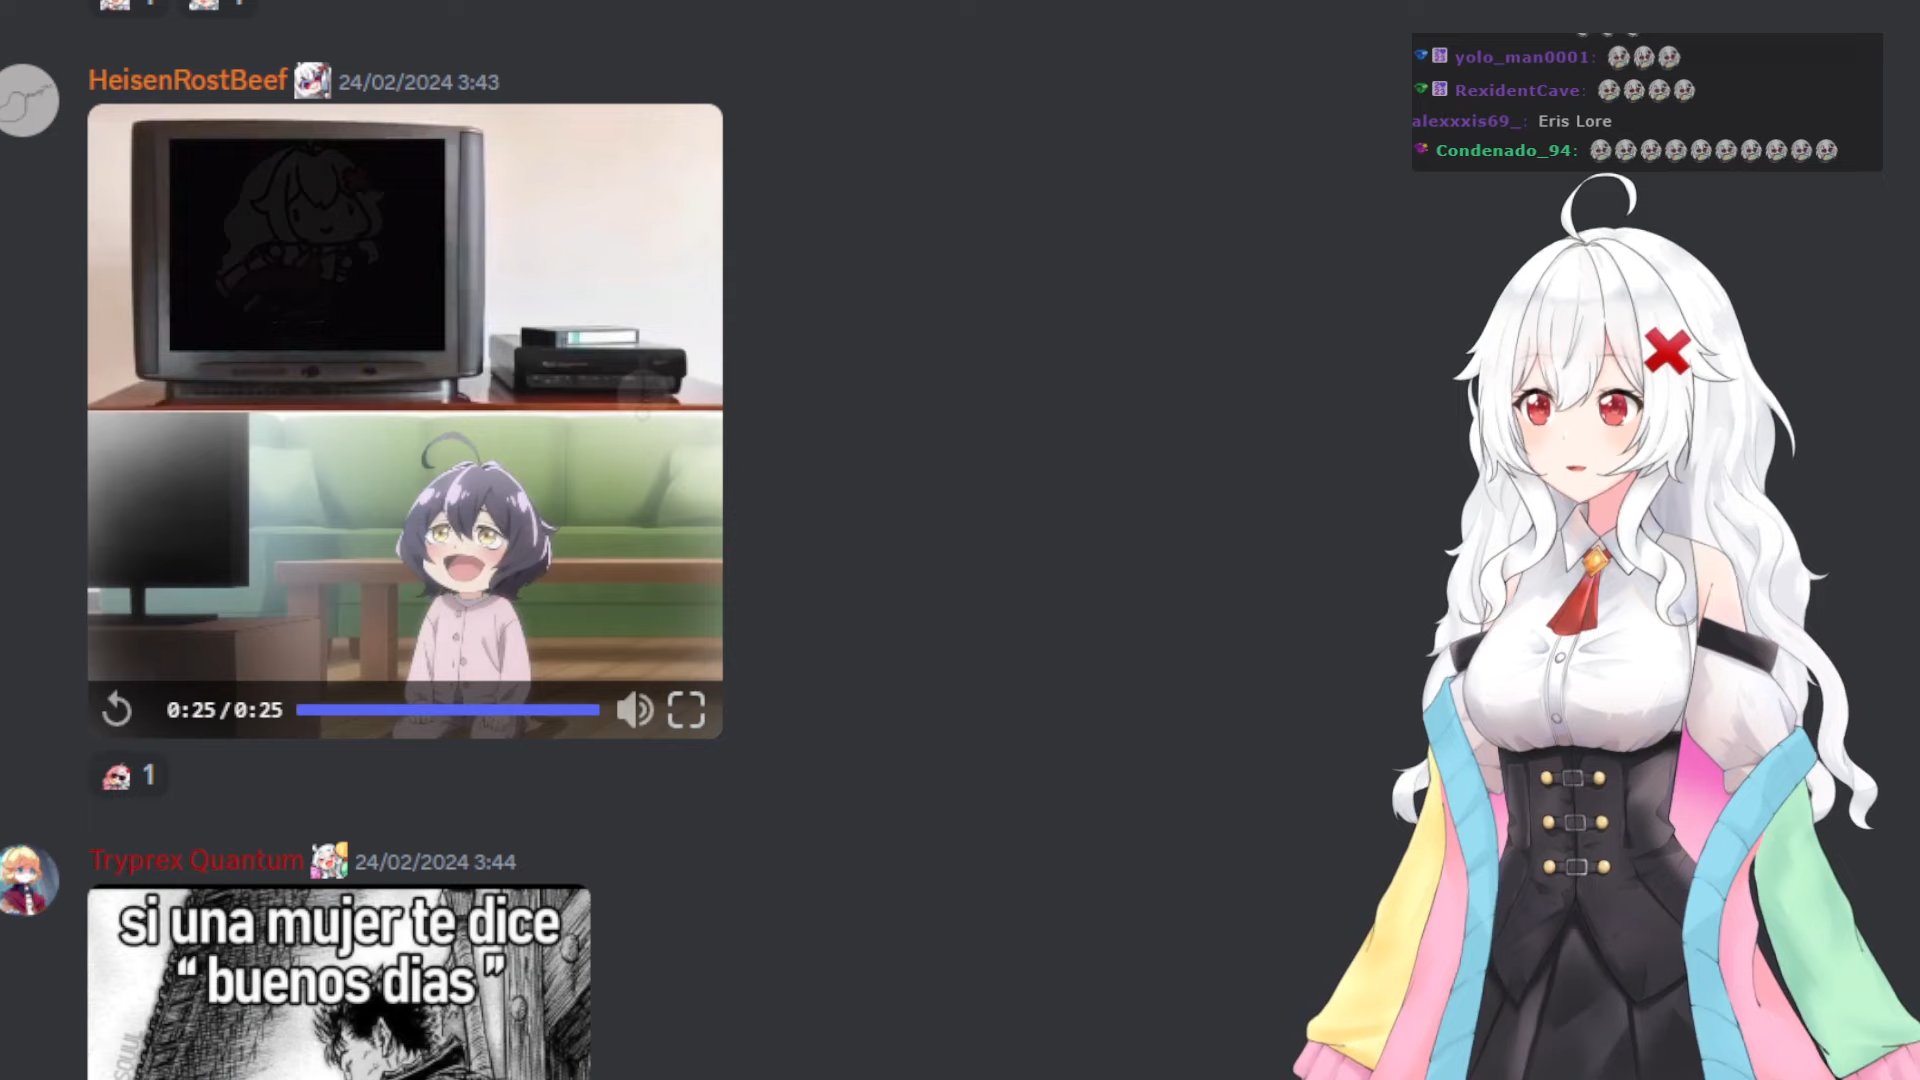 HeisenRostBeef 24/02/2024 3:43
0:25/0:25
1
Tryprex Quantum 24/02/2024 3:44
si una mujer te dice
“ buenos dias ”
yolo_man0001:
RexidentCave:
alexxxis69_: Eris Lore
Condenado_94: